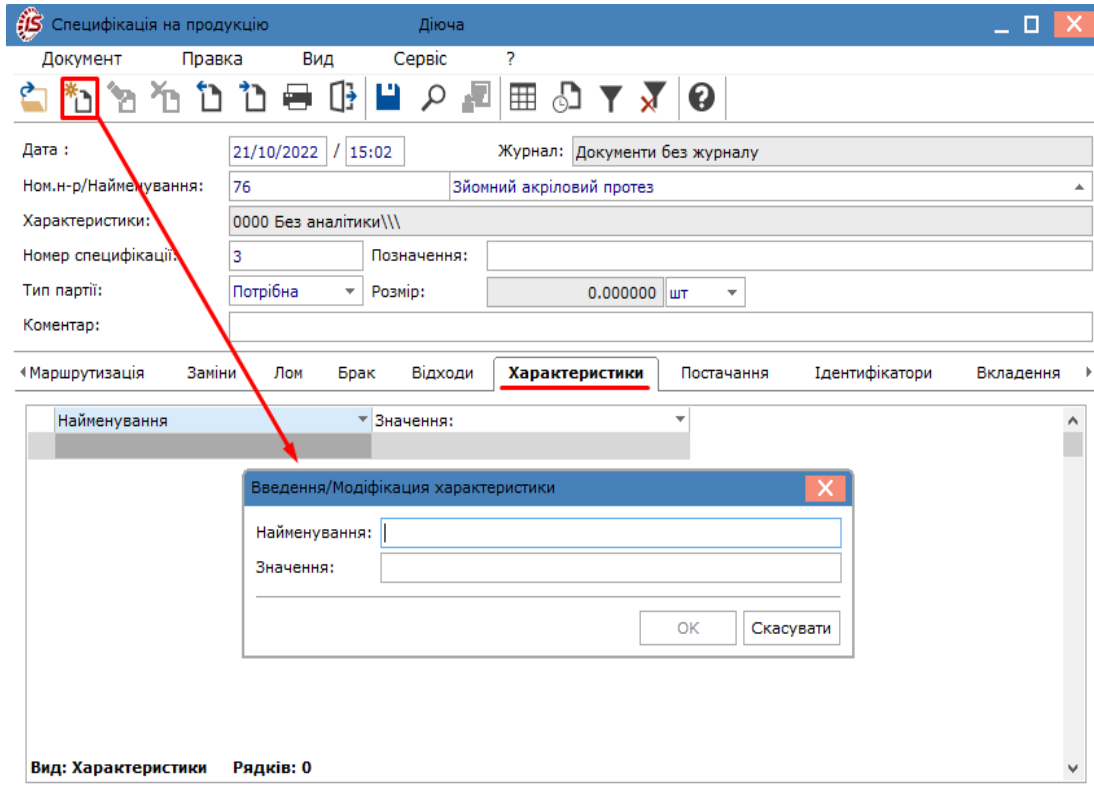 Специфікація на продукцію Діюча
Документ Правка Вид Сервіс ?
Дата : 21/10/2022 / 15:02 Журнал: Документи без журналу
Ном.н-р/Найменування: 76 Зйомний акріловий протез
Характеристики: 0000 Без аналітики\\\
Номер специфікації: 3 Позначення:
Тип партії: Потрібна Розмір: 0.000000 шт
Коментар:
Маршрутизація Заміни Лом Брак Відходи Характеристики Постачання Ідентифікатори Вкладення
Найменування Значення:
Введення/Модіфікация характеристики
Найменування:
Значення:
OK Скасувати
Вид: Характеристики Рядків: 0